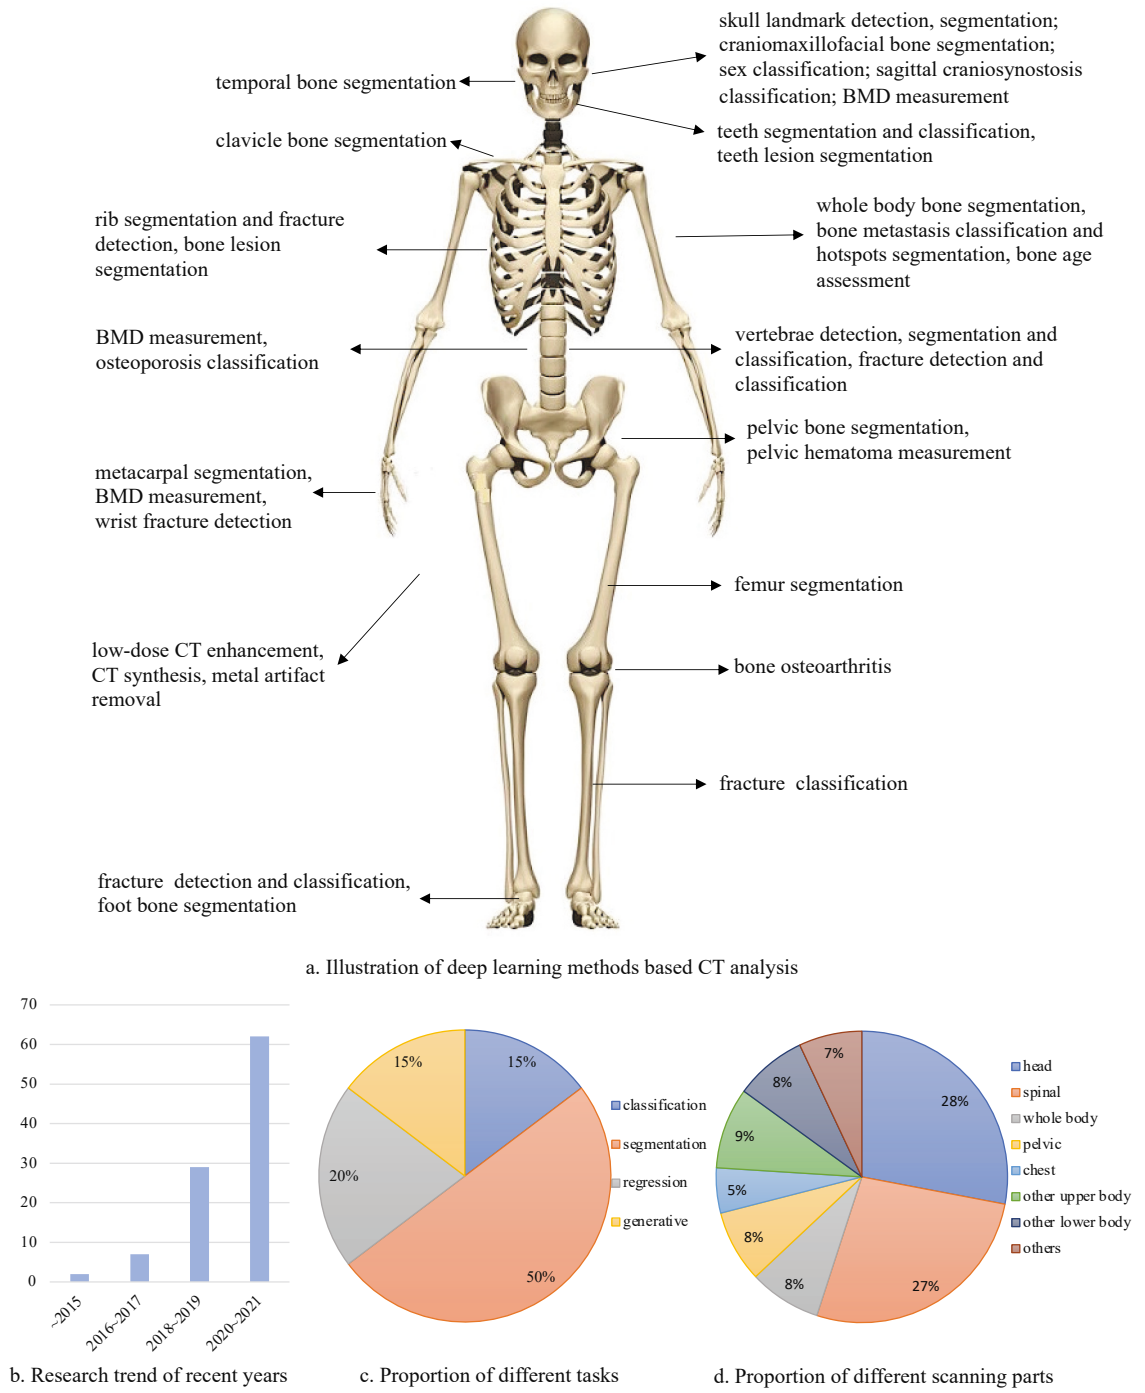 skull landmark detection, segmentation;
craniomaxillofacial bone segmentation;
sex classification; sagittal craniosynostosis
classification; BMD measurement
temporal bone segmentation
teeth segmentation and classification,
teeth lesion segmentation
clavicle bone segmentation
whole body bone segmentation,
bone metastasis classification and
hotspots segmentation, bone age
assessment
rib segmentation and fracture
detection, bone lesion
segmentation
BMD measurement,
osteoporosis classification
vertebrae detection, segmentation and
classification, fracture detection and
classification
pelvic bone segmentation,
pelvic hematoma measurement
metacarpal segmentation,
BMD measurement,
wrist fracture detection
femur segmentation
low-dose CT enhancement,
CT synthesis, metal artifact
removal
bone osteoarthritis
fracture classification
fracture detection and classification,
foot bone segmentation
a. Illustration of deep learning methods based CT analysis
70
60
50
40
30
20
10
0
~2015
2016~2017
2018~2019
2020~2021
b. Research trend of recent years
15%
15%
20%
50%
classification
segmentation
regression
generative
c. Proportion of different tasks
7%
28%
8%
9%
5%
8%
8%
27%
head
spinal
whole body
pelvic
chest
other upper body
other lower body
others
d. Proportion of different scanning parts